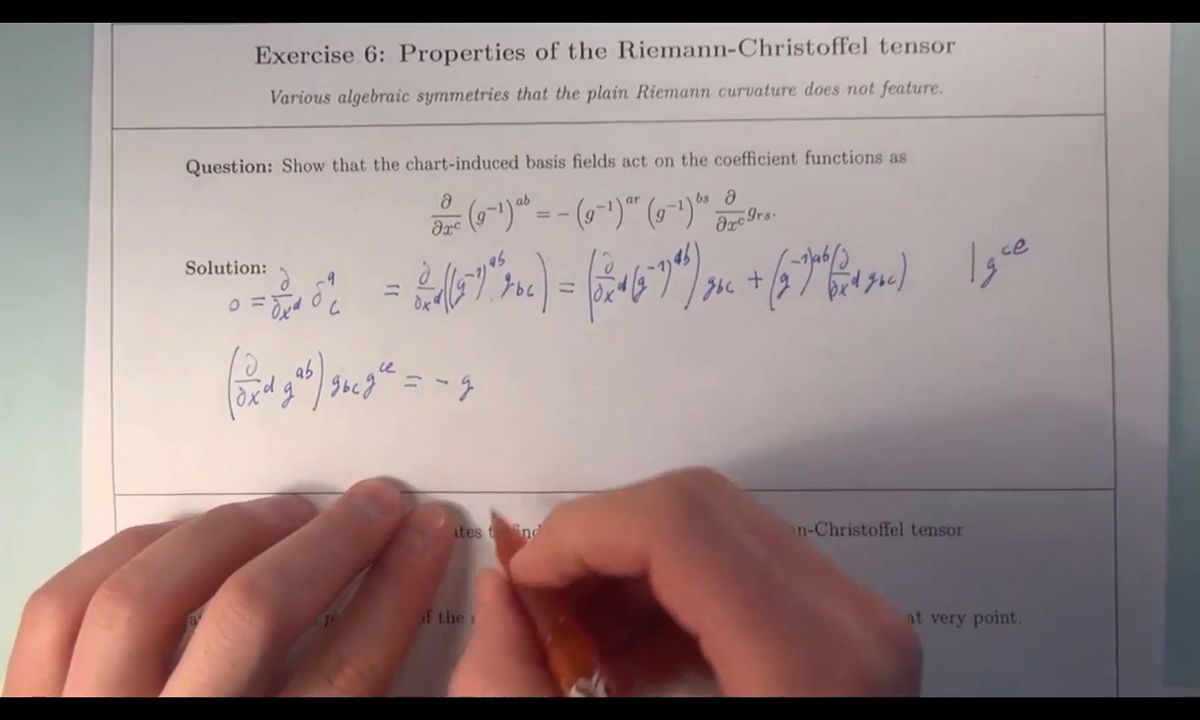 Exercise 6: Properties of the Riemann-Christoffel tensor
Various algebraic symmetries that the plain Riemann curvature does not feature.
Question: Show that the chart-induced basis fields act on the coefficient functions as
∂/∂x^c (g^{-1})^{ab} = -(g^{-1})^{ar} (g^{-1})^{bs} ∂/∂x^c g_{rs}.
Solution:
0 = ∂/∂x^d δ^a_c = ∂/∂x^d ((g^{-1})^{ab} g_{bc}) = (∂/∂x^d (g^{-1})^{ab}) g_{bc} + (g^{-1})^{ab} (∂/∂x^d g_{bc}) | g^{ce}
(∂/∂x^d g^{ab}) g_{bc} g^{ce} = - g
n-Christoffel tensor
of the
at very point.